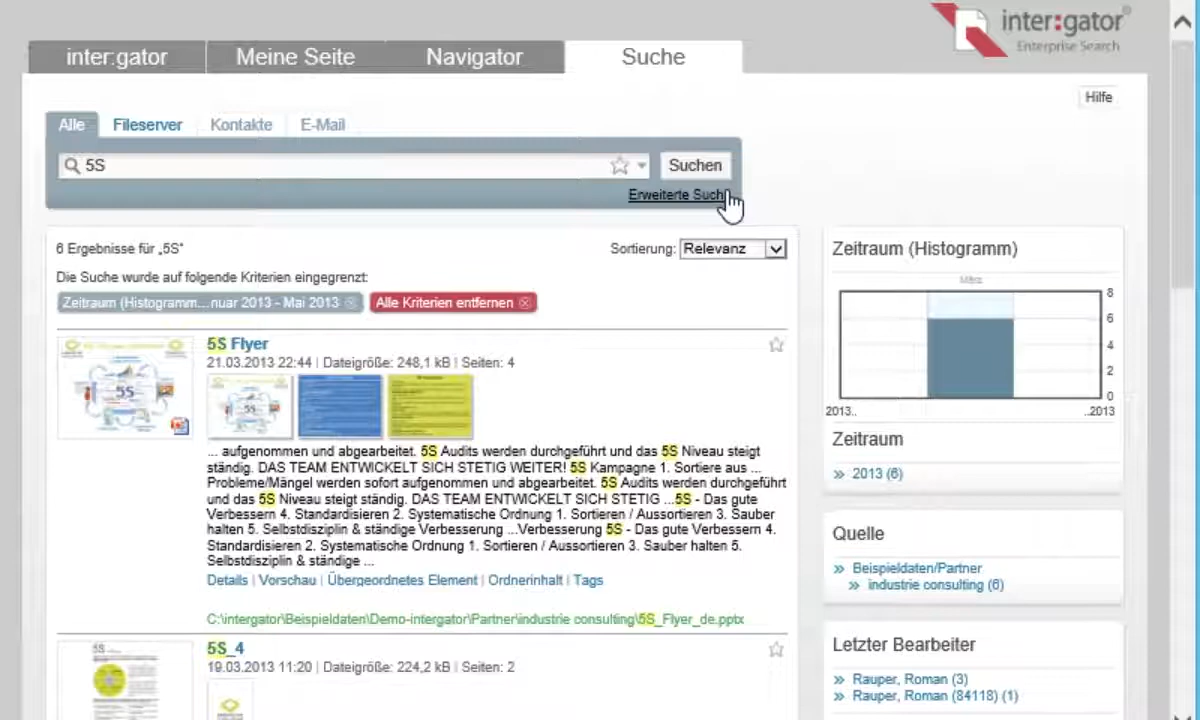 inter:gator
Enterprise Search
inter:gator Meine Seite Navigator Suche
Hilfe
Alle Fileserver Kontakte E-Mail
5S Suchen
Erweiterte Such
6 Ergebnisse für „5S“
Sortierung: Relevanz
Die Suche wurde auf folgende Kriterien eingegrenzt:
Zeitraum (Histogramm...nuar 2013 - Mai 2013 Alle Kriterien entfernen
5S Flyer
21.03.2013 22:44 | Dateigröße: 248,1 kB | Seiten: 4
5S
5S
... aufgenommen und abgearbeitet. 5S Audits werden durchgeführt und das 5S Niveau steigt
ständig. DAS TEAM ENTWICKELT SICH STETIG WEITER! 5S Kampagne 1. Sortiere aus ...
Probleme/Mängel werden sofort aufgenommen und abgearbeitet. 5S Audits werden durchgeführt
und das 5S Niveau steigt ständig. DAS TEAM ENTWICKELT SICH STETIG ...5S - Das gute
Verbessern 4. Standardisieren 2. Systematische Ordnung 1. Sortieren / Aussortieren 3. Sauber
halten 5. Selbstdisziplin & ständige Verbesserung ...Verbesserung 5S - Das gute Verbessern 4.
Standardisieren 2. Systematische Ordnung 1. Sortieren / Aussortieren 3. Sauber halten 5.
Selbstdisziplin & ständige ...
Details | Vorschau | Übergeordnetes Element | Ordnerinhalt | Tags
C:\intergator\Beispieldaten\Demo-intergator\Partner\industrie consulting\5S_Flyer_de.pptx
5S
5S_4
19.03.2013 11:20 | Dateigröße: 224,2 kB | Seiten: 2
Zeitraum (Histogramm)
März
8
6
4
2
0
2013.. ..2013
Zeitraum
» 2013 (6)
Quelle
» Beispieldaten/Partner
» industrie consulting (6)
Letzter Bearbeiter
» Rauper, Roman (3)
» Rauper, Roman (84118) (1)